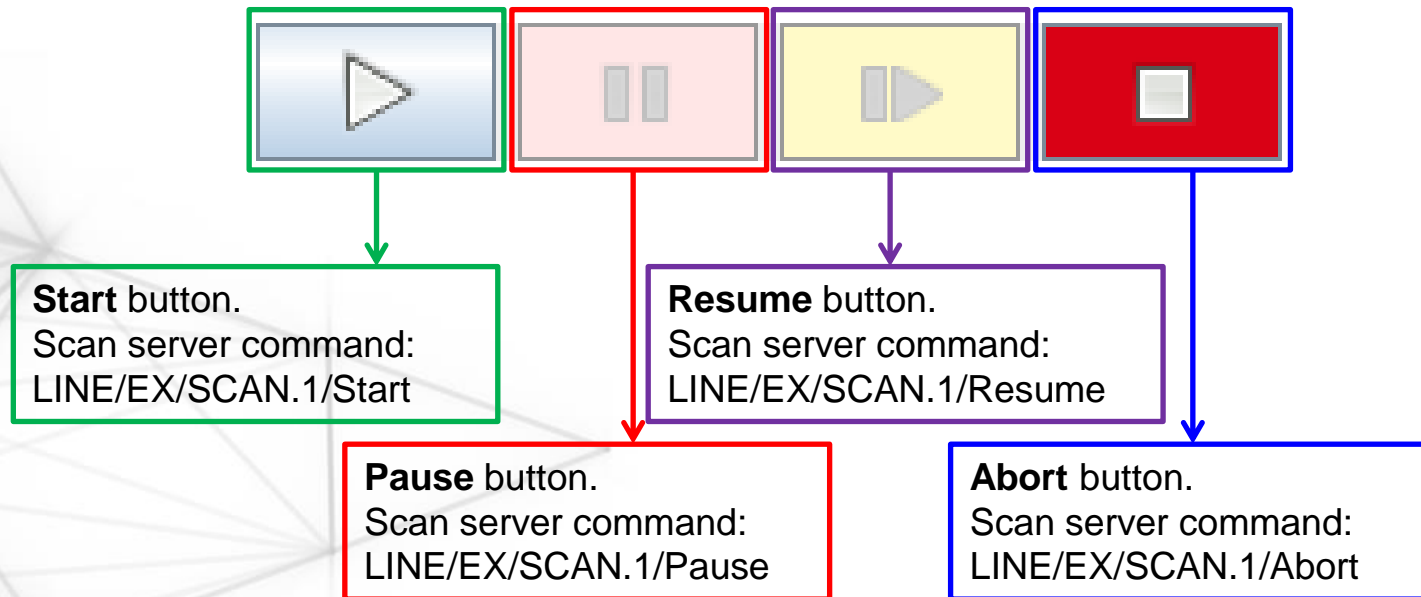 Start button.
Scan server command:
LINE/EX/SCAN.1/Start
Resume button.
Scan server command:
LINE/EX/SCAN.1/Resume
Pause button.
Scan server command:
LINE/EX/SCAN.1/Pause
Abort button.
Scan server command:
LINE/EX/SCAN.1/Abort